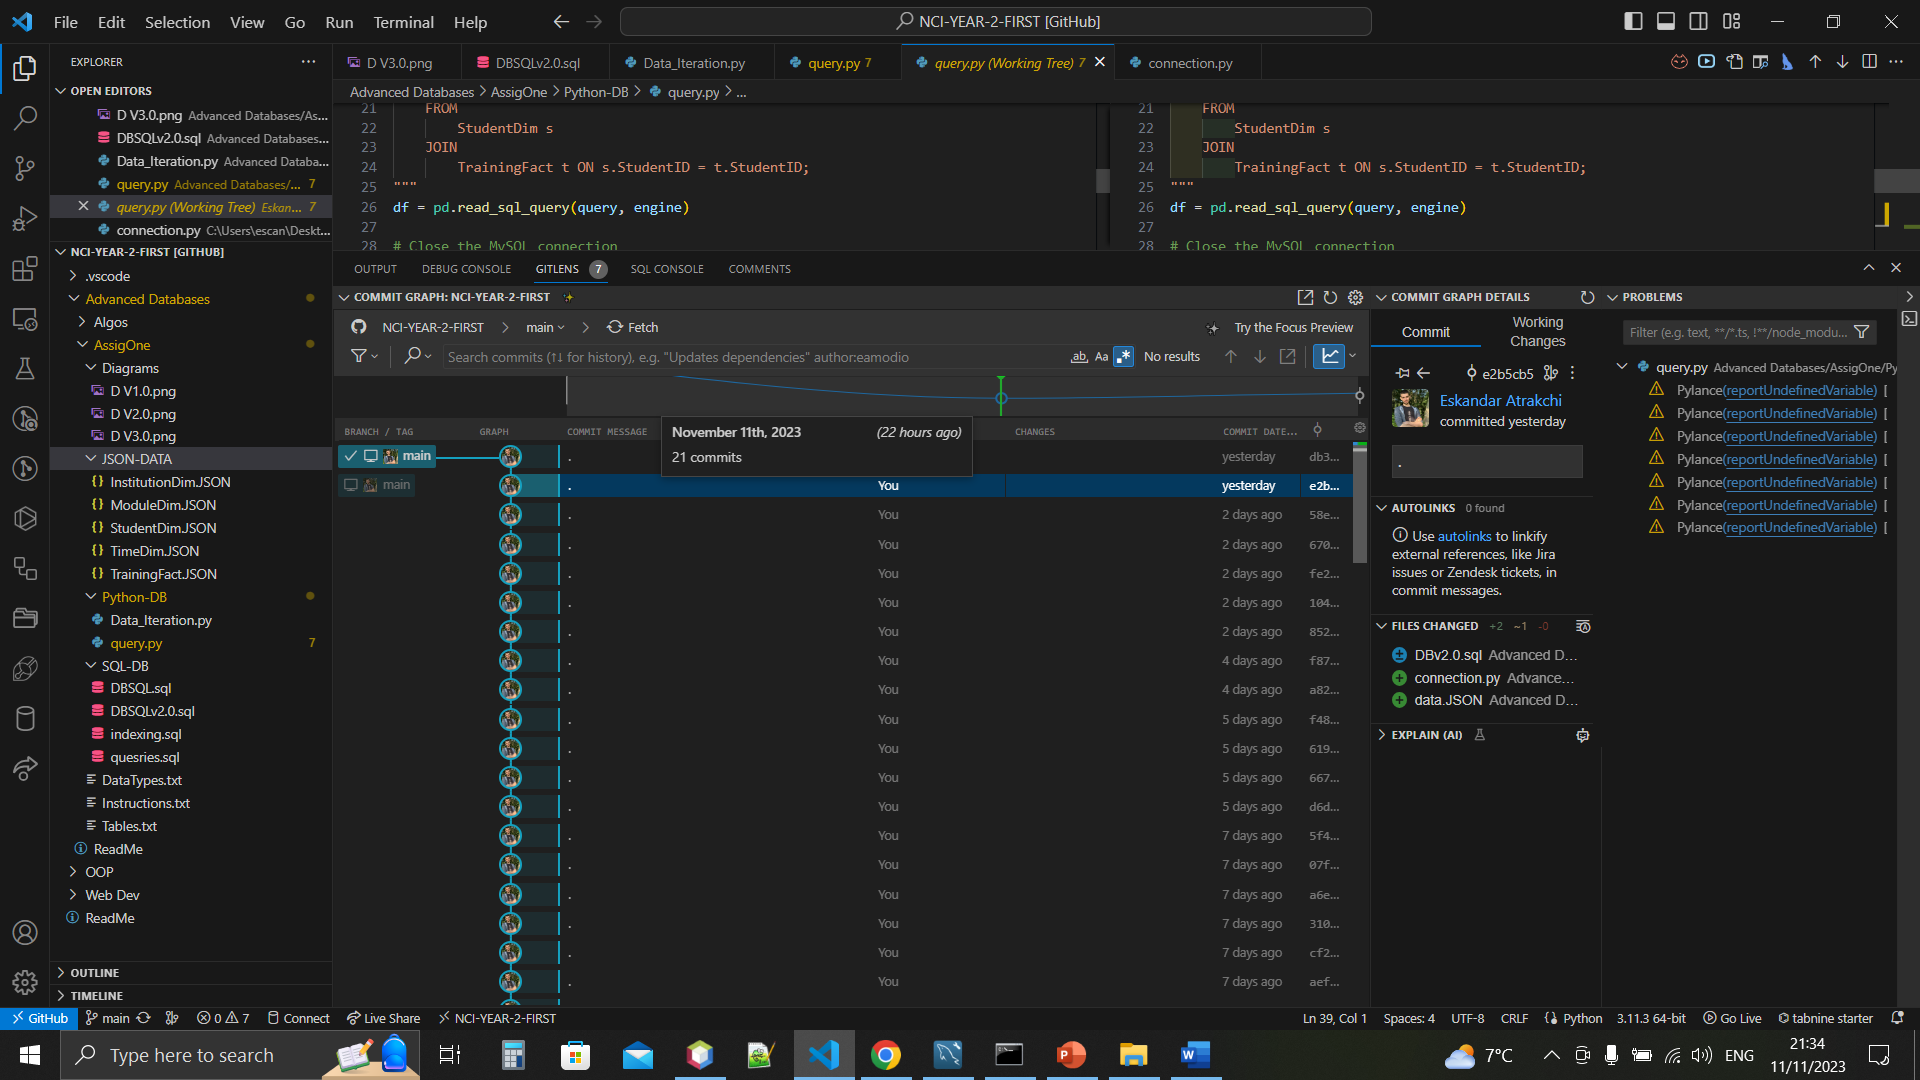 File Edit Selection View Go Run Terminal Help
NCI-YEAR-2-FIRST [GitHub]
EXPLORER
OPEN EDITORS
D V3.0.png Advanced Databases/As...
DBSQLv2.0.sql Advanced Databases...
Data_Iteration.py Advanced Databa...
query.py Advanced Databases/... 7
query.py (Working Tree) Eskan... 7
connection.py C:\Users\escan\Deskt...
NCI-YEAR-2-FIRST [GITHUB]
.vscode
Advanced Databases
Algos
AssigOne
Diagrams
D V1.0.png
D V2.0.png
D V3.0.png
JSON-DATA
InstitutionDim.JSON
ModuleDim.JSON
StudentDim.JSON
TimeDim.JSON
TrainingFact.JSON
Python-DB
Data_Iteration.py
query.py 7
SQL-DB
DBSQL.sql
DBSQLv2.0.sql
indexing.sql
quesries.sql
DataTypes.txt
Instructions.txt
Tables.txt
ReadMe
OOP
Web Dev
ReadMe
OUTLINE
TIMELINE
D V3.0.png DBSQLv2.0.sql Data_Iteration.py query.py 7 query.py (Working Tree) 7 connection.py
Advanced Databases > AssigOne > Python-DB > query.py > ...
21 FROM
22 StudentDim s
23 JOIN
24 TrainingFact t ON s.StudentID = t.StudentID;
25 """
26 df = pd.read_sql_query(query, engine)
27
28 # Close the MySQL connection
21 FROM
22 StudentDim s
23 JOIN
24 TrainingFact t ON s.StudentID = t.StudentID;
25 """
26 df = pd.read_sql_query(query, engine)
27
28 # Close the MySQL connection
OUTPUT DEBUG CONSOLE GITLENS 7 SQL CONSOLE COMMENTS
COMMIT GRAPH: NCI-YEAR-2-FIRST
NCI-YEAR-2-FIRST > main > Fetch Try the Focus Preview
Search commits (↑↓ for history), e.g. "Updates dependencies" author:eamodio ab Aa .* No results
BRANCH / TAG GRAPH COMMIT MESSAGE CHANGES COMMIT DATE...
November 11th, 2023 (22 hours ago)
21 commits
main . yesterday db3...
main . You yesterday e2b...
. You 2 days ago 58e...
. You 2 days ago 670...
. You 2 days ago fe2...
. You 2 days ago 104...
. You 2 days ago 852...
. You 4 days ago f87...
. You 4 days ago a82...
. You 5 days ago f48...
. You 5 days ago 619...
. You 5 days ago 667...
. You 5 days ago d6d...
. You 7 days ago 5f4...
. You 7 days ago 07f...
. You 7 days ago a6e...
. You 7 days ago 310...
. You 7 days ago cf2...
. You 7 days ago aef...
COMMIT GRAPH DETAILS
Commit Working Changes
e2b5cb5
Eskandar Atrakchi
committed yesterday
.
AUTOLINKS 0 found
Use autolinks to linkify
external references, like Jira
issues or Zendesk tickets, in
commit messages.
FILES CHANGED +2 ~1 -0
DBv2.0.sql Advanced D...
connection.py Advance...
data.JSON Advanced D...
EXPLAIN (AI)
PROBLEMS
Filter (e.g. text, **/*.ts, !**/node_modu...
query.py Advanced Databases/AssigOne/Py
Pylance(reportUndefinedVariable) [
Pylance(reportUndefinedVariable) [
Pylance(reportUndefinedVariable) [
Pylance(reportUndefinedVariable) [
Pylance(reportUndefinedVariable) [
Pylance(reportUndefinedVariable) [
Pylance(reportUndefinedVariable) [
GitHub main 0 7 Connect Live Share NCI-YEAR-2-FIRST Ln 39, Col 1 Spaces: 4 UTF-8 CRLF Python 3.11.3 64-bit Go Live tabnine starter
Type here to search 7°C ENG 21:34
11/11/2023